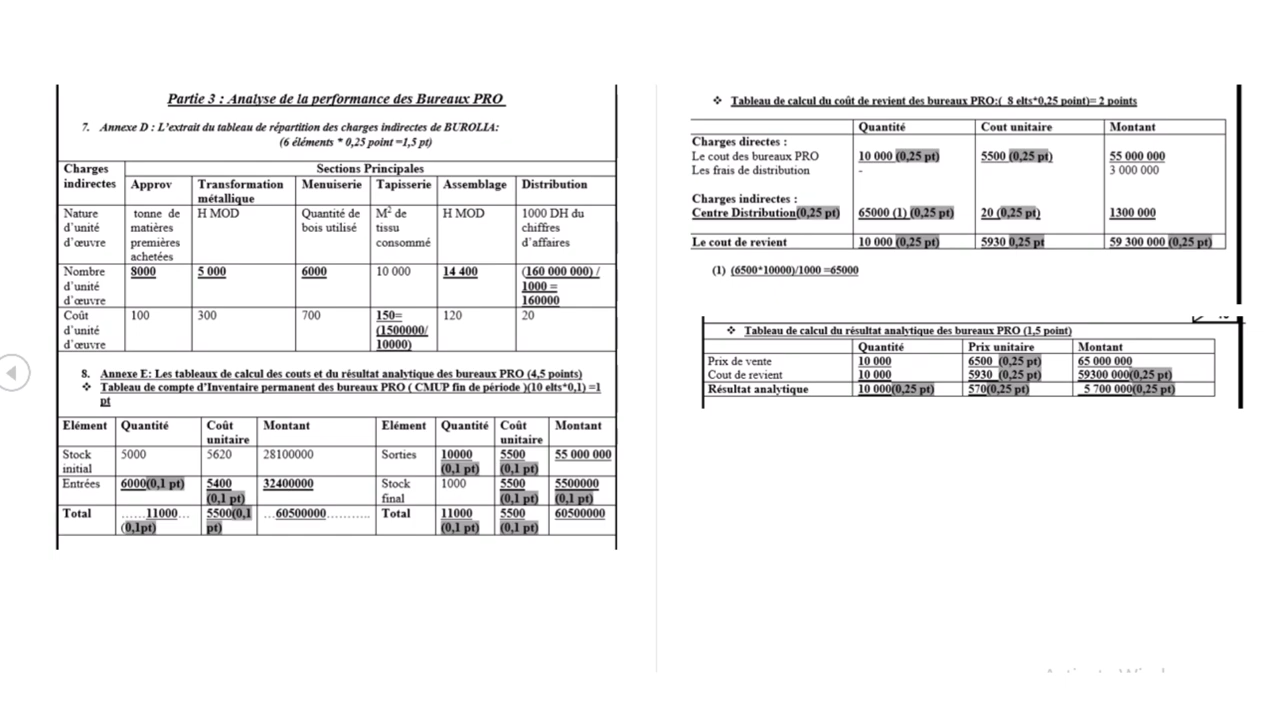 Partie 3 : Analyse de la performance des Bureaux PRO
7. Annexe D : L'extrait du tableau de répartition des charges indirectes de BUROLIA:
(6 éléments * 0,25 point =1,5 pt)
Charges indirectes
Sections Principales
Approv
Transformation métallique
Menuiserie
Tapisserie
Assemblage
Distribution
Nature d'unité d'œuvre
tonne de matières premières achetées
H MOD
Quantité de bois utilisé
M² de tissu consommé
H MOD
1000 DH du chiffres d'affaires
Nombre d'unité d'œuvre
8000
5 000
6000
10 000
14 400
(160 000 000) / 1000 = 160000
Coût d'unité d'œuvre
100
300
700
150= (1500000/ 10000)
120
20
8. Annexe E: Les tableaux de calcul des couts et du résultat analytique des bureaux PRO (4,5 points)
❖ Tableau de compte d'Inventaire permanent des bureaux PRO ( CMUP fin de période )(10 elts*0,1) =1
pt
Elément Quantité Coût unitaire Montant Elément Quantité Coût unitaire Montant
Stock initial 5000 5620 28100000 Sorties 10000 (0,1 pt) 5500 (0,1 pt) 55 000 000
Entrées 6000(0,1 pt) 5400 (0,1 pt) 32400000 Stock final 1000 5500 (0,1 pt) 5500000 (0,1 pt)
Total ……11000… (0,1pt) 5500(0,1 pt) …60500000……….. Total 11000 (0,1 pt) 5500 (0,1 pt) 60500000
❖ Tableau de calcul du coût de revient des bureaux PRO:( 8 elts*0,25 point)= 2 points
Quantité Cout unitaire Montant
Charges directes :
Le cout des bureaux PRO 10 000 (0,25 pt) 5500 (0,25 pt) 55 000 000
Les frais de distribution - 3 000 000
Charges indirectes :
Centre Distribution(0,25 pt) 65000 (1) (0,25 pt) 20 (0,25 pt) 1300 000
Le cout de revient 10 000 (0,25 pt) 5930 0,25 pt 59 300 000 (0,25 pt)
(1) (6500*10000)/1000 =65000
❖ Tableau de calcul du résultat analytique des bureaux PRO (1,5 point)
Quantité Prix unitaire Montant
Prix de vente 10 000 6500 (0,25 pt) 65 000 000
Cout de revient 10 000 5930 (0,25 pt) 59300 000(0,25 pt)
Résultat analytique 10 000(0,25 pt) 570(0,25 pt) 5 700 000(0,25 pt)